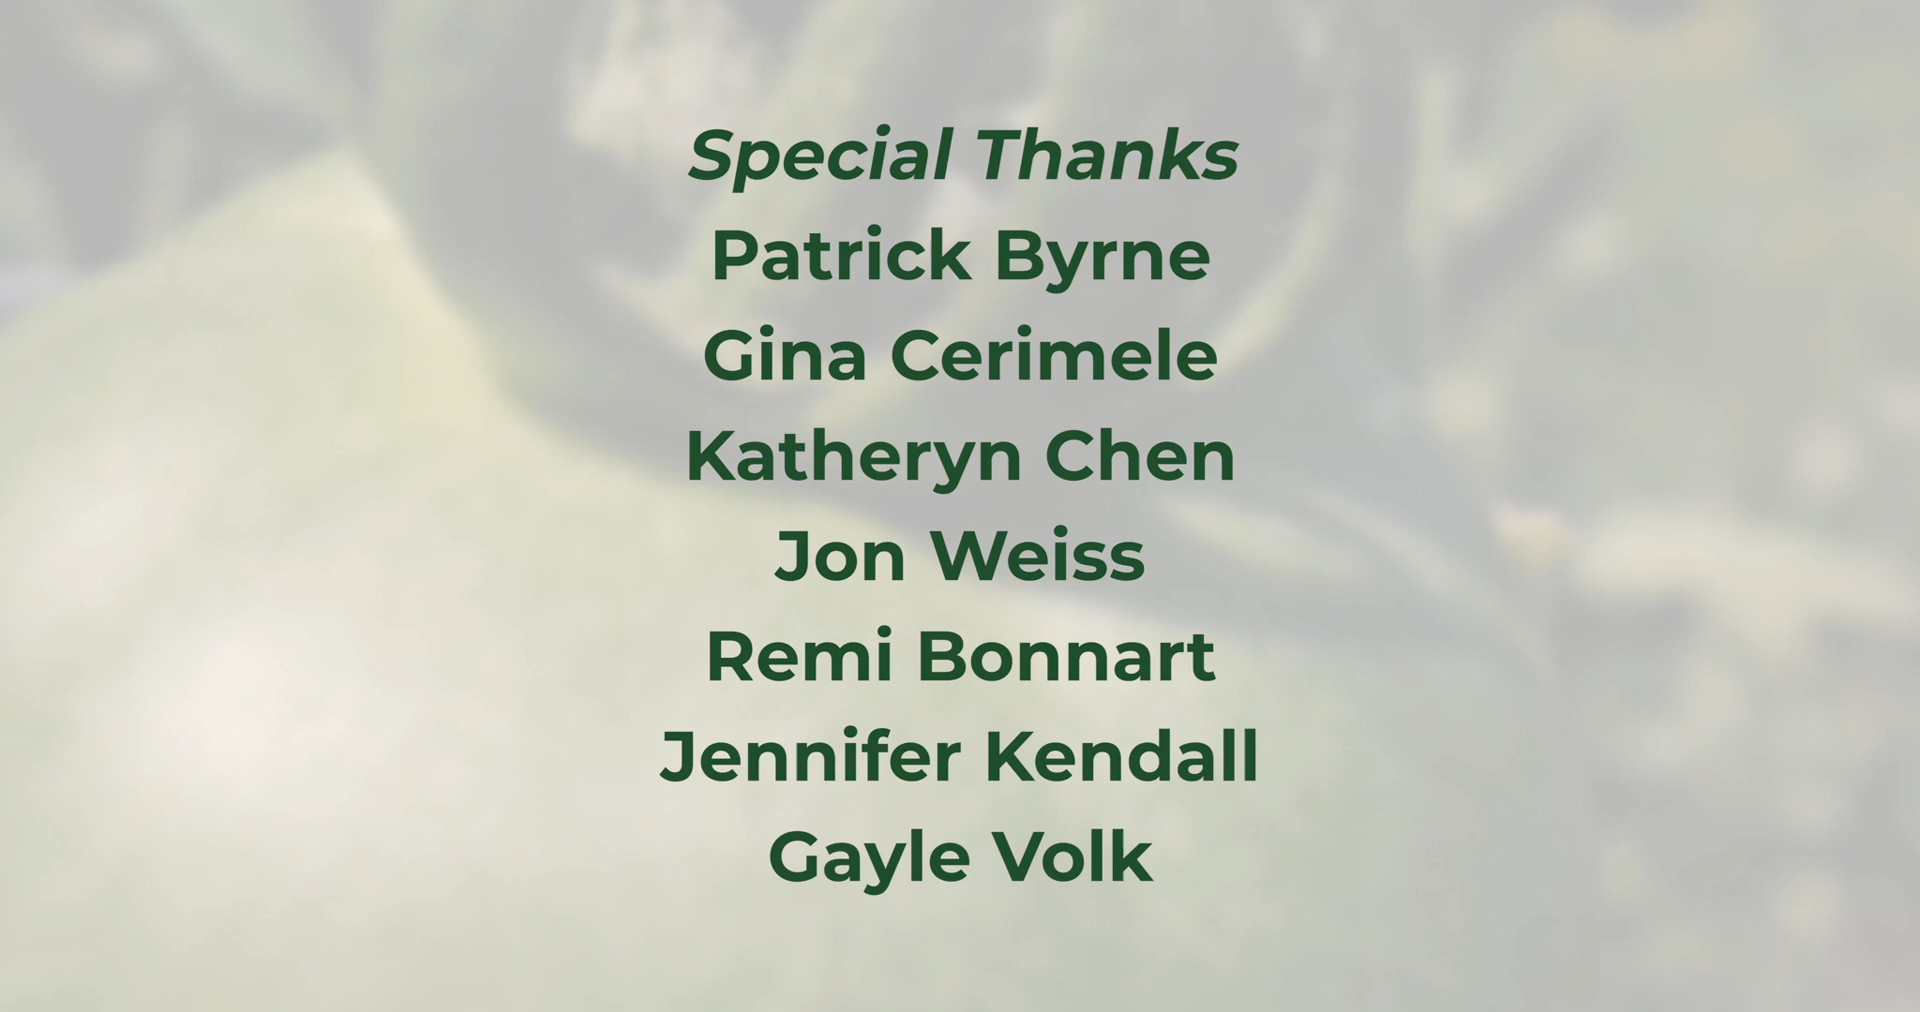 Special Thanks
Patrick Byrne
Gina Cerimele
Katheryn Chen
Jon Weiss
Remi Bonnart
Jennifer Kendall
Gayle Volk